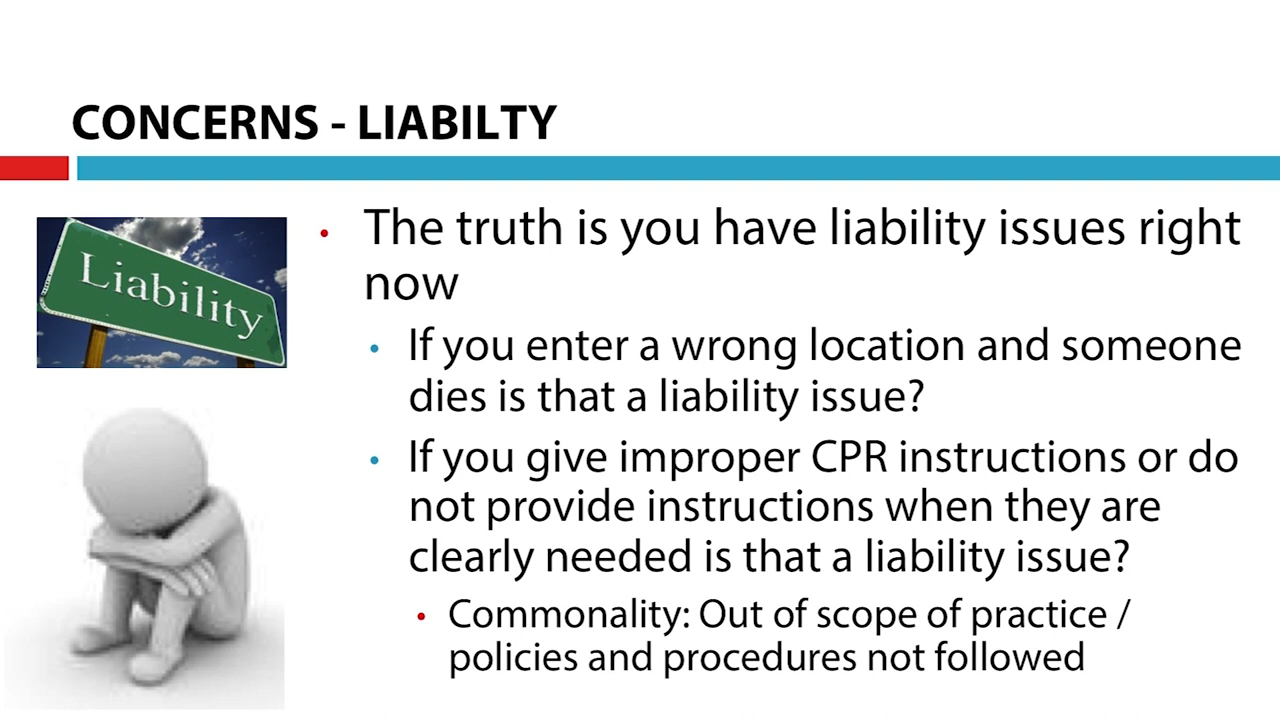 CONCERNS - LIABILTY
Liability
• The truth is you have liability issues right
now
• If you enter a wrong location and someone
dies is that a liability issue?
• If you give improper CPR instructions or do
not provide instructions when they are
clearly needed is that a liability issue?
• Commonality: Out of scope of practice /
policies and procedures not followed